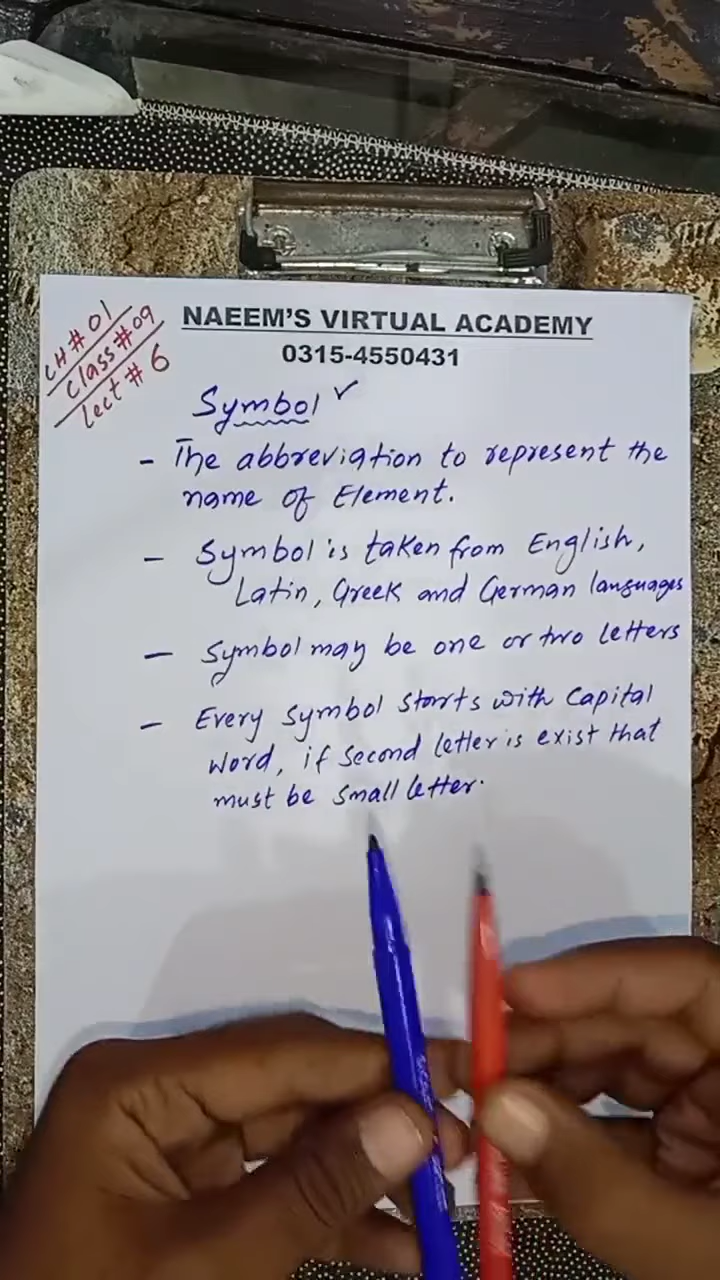 CH # 01
Class # 09
Lect # 6
NAEEM'S VIRTUAL ACADEMY
0315-4550431
Symbol ✓
- The abbreviation to represent the
name of Element.
- Symbol is taken from English,
Latin, Greek and German languages
- Symbol may be one or two letters
- Every Symbol starts with Capital
word, if second letter is exist that
must be small letter.